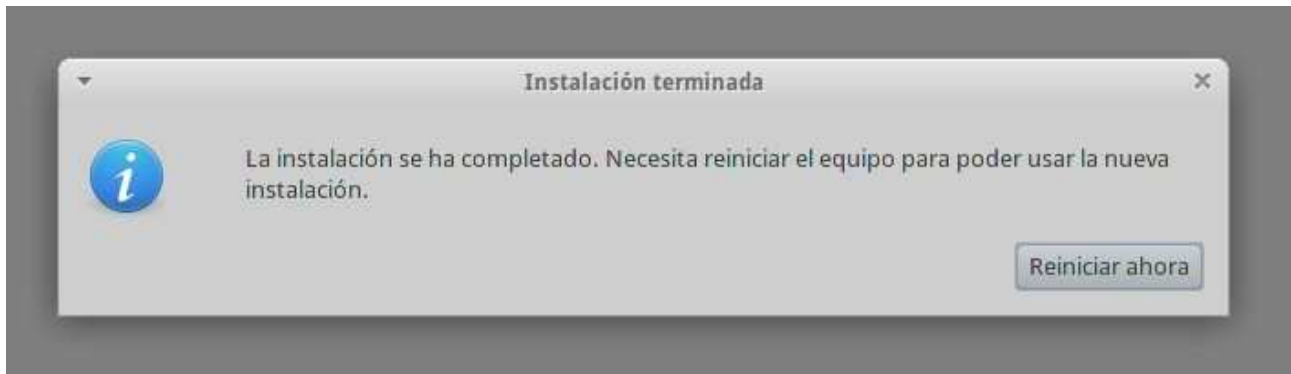 Instalación terminada
La instalación se ha completado. Necesita reiniciar el equipo para poder usar la nueva
instalación.
Reiniciar ahora